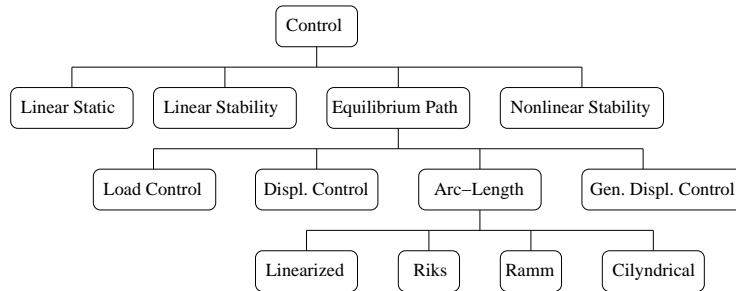 Control
Linear Static
Linear Stability
Equilibrium Path
Nonlinear Stability
Load Control
Displ. Control
Arc−Length
Gen. Displ. Control
Linearized
Riks
Ramm
Cilyndrical